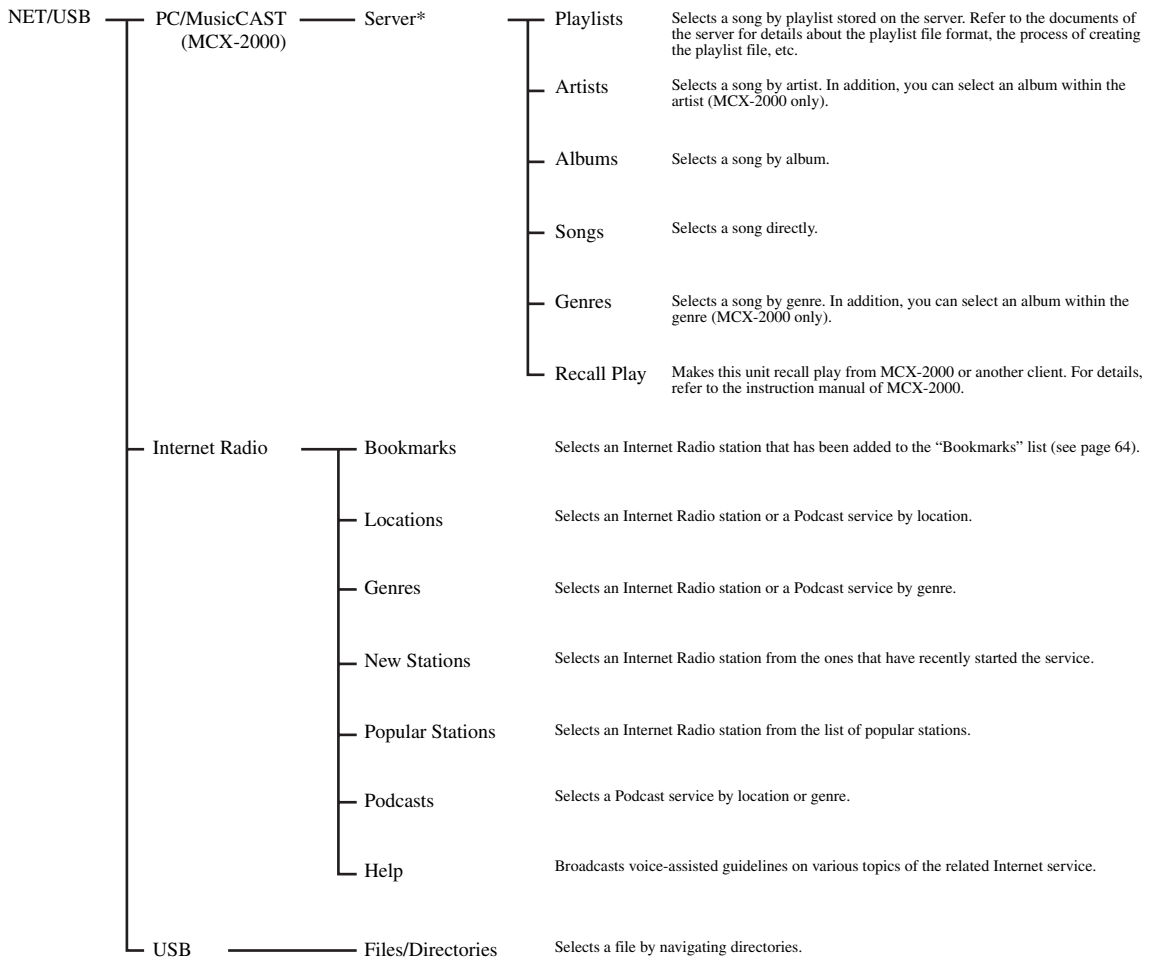 NET/USB
PC/MusicCAST
(MCX-2000)
Server*
Playlists
Selects a song by playlist stored on the server. Refer to the documents of
the server for details about the playlist file format, the process of creating
the playlist file, etc.
Artists
Selects a song by artist. In addition, you can select an album within the
artist (MCX-2000 only).
Albums
Selects a song by album.
Songs
Selects a song directly.
Genres
Selects a song by genre. In addition, you can select an album within the
genre (MCX-2000 only).
Recall Play
Makes this unit recall play from MCX-2000 or another client. For details,
refer to the instruction manual of MCX-2000.
Internet Radio
Bookmarks
Selects an Internet Radio station that has been added to the “Bookmarks” list (see page 64).
Locations
Selects an Internet Radio station or a Podcast service by location.
Genres
Selects an Internet Radio station or a Podcast service by genre.
New Stations
Selects an Internet Radio station from the ones that have recently started the service.
Popular Stations
Selects an Internet Radio station from the list of popular stations.
Podcasts
Selects a Podcast service by location or genre.
Help
Broadcasts voice-assisted guidelines on various topics of the related Internet service.
USB
Files/Directories
Selects a file by navigating directories.